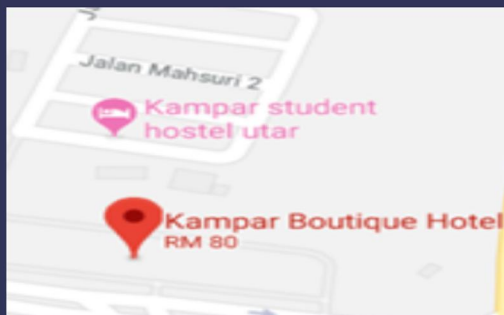 Jalan Mahsuri 2
Kampar student
hostel utar
Kampar Boutique Hotel
RM 80